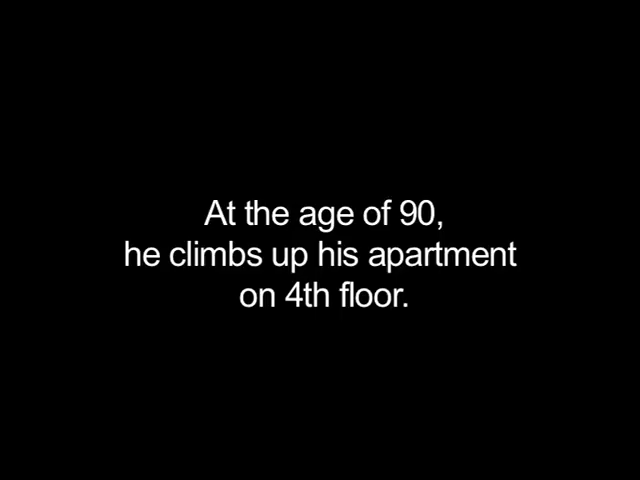 At the age of 90,
he climbs up his apartment
on 4th floor.